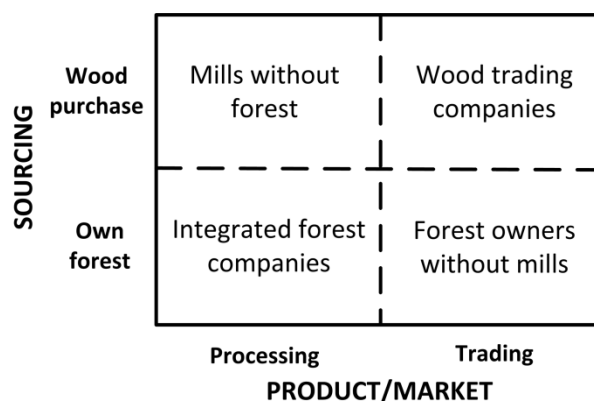 Wood
purchase
Mills without
forest
Wood trading
companies
SOURCING
Own
forest
Integrated forest
companies
Forest owners
without mills
Processing
Trading
PRODUCT/MARKET